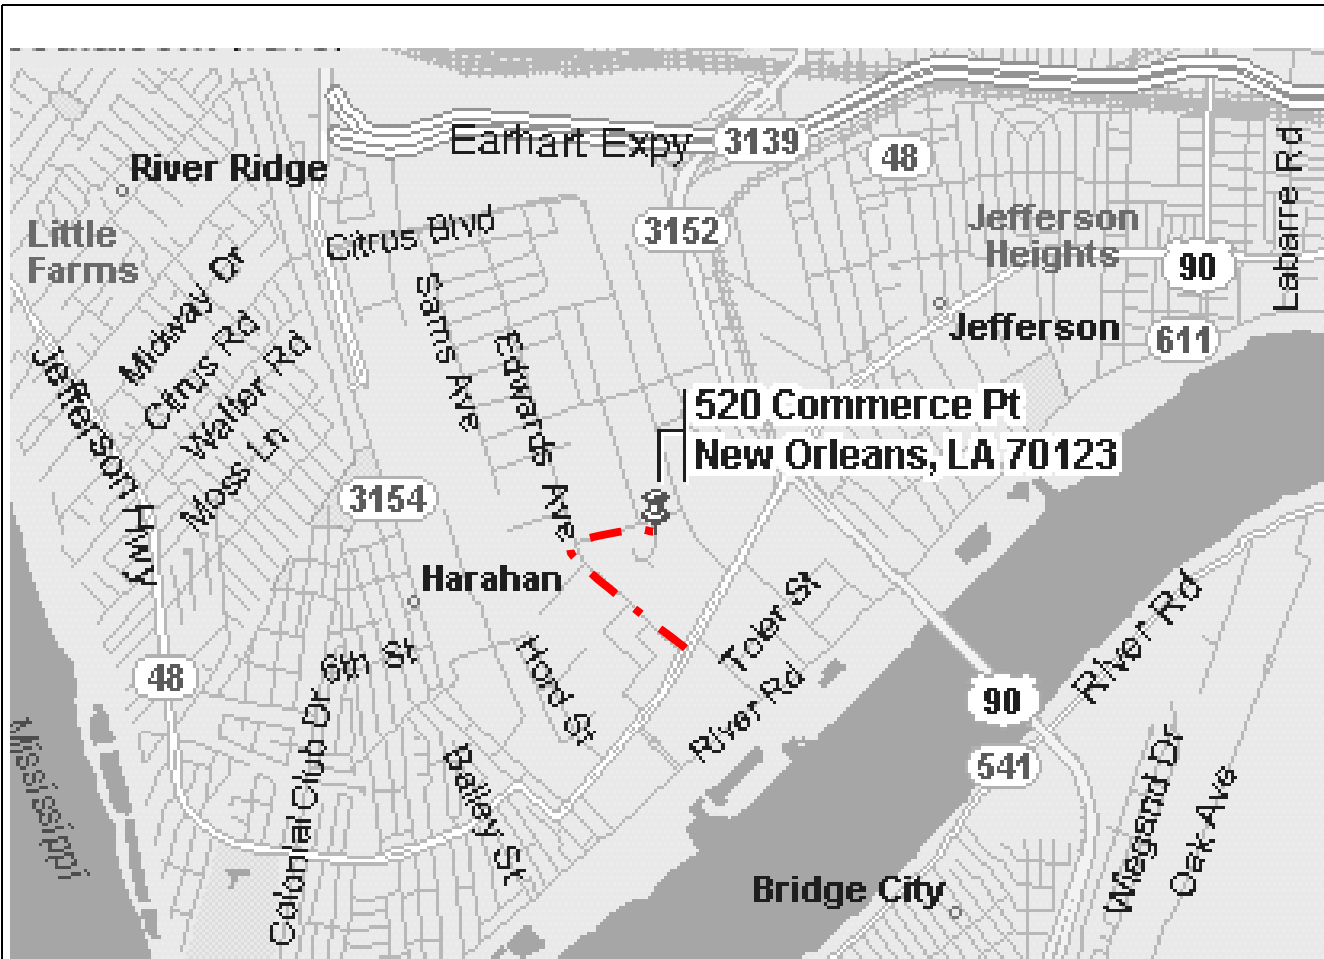 Earhart Expy
3139
48
River Ridge
Labarre Rd
Little
Farms
Citrus Blvd
3152
Jefferson
Heights
90
Midway Dr
Citrus Rd
Walter Rd
Moss Ln
Sams Ave
Edwards Ave
Jefferson
611
Jefferson Hwy
520 Commerce Pt
New Orleans, LA 70123
3154
Harahan
Toler St
River Rd
6th St
Hord St
48
River Rd
90
541
Mississippi
Colonial Club Dr
Bailey St
Wiegand Dr
Oak Ave
Bridge City